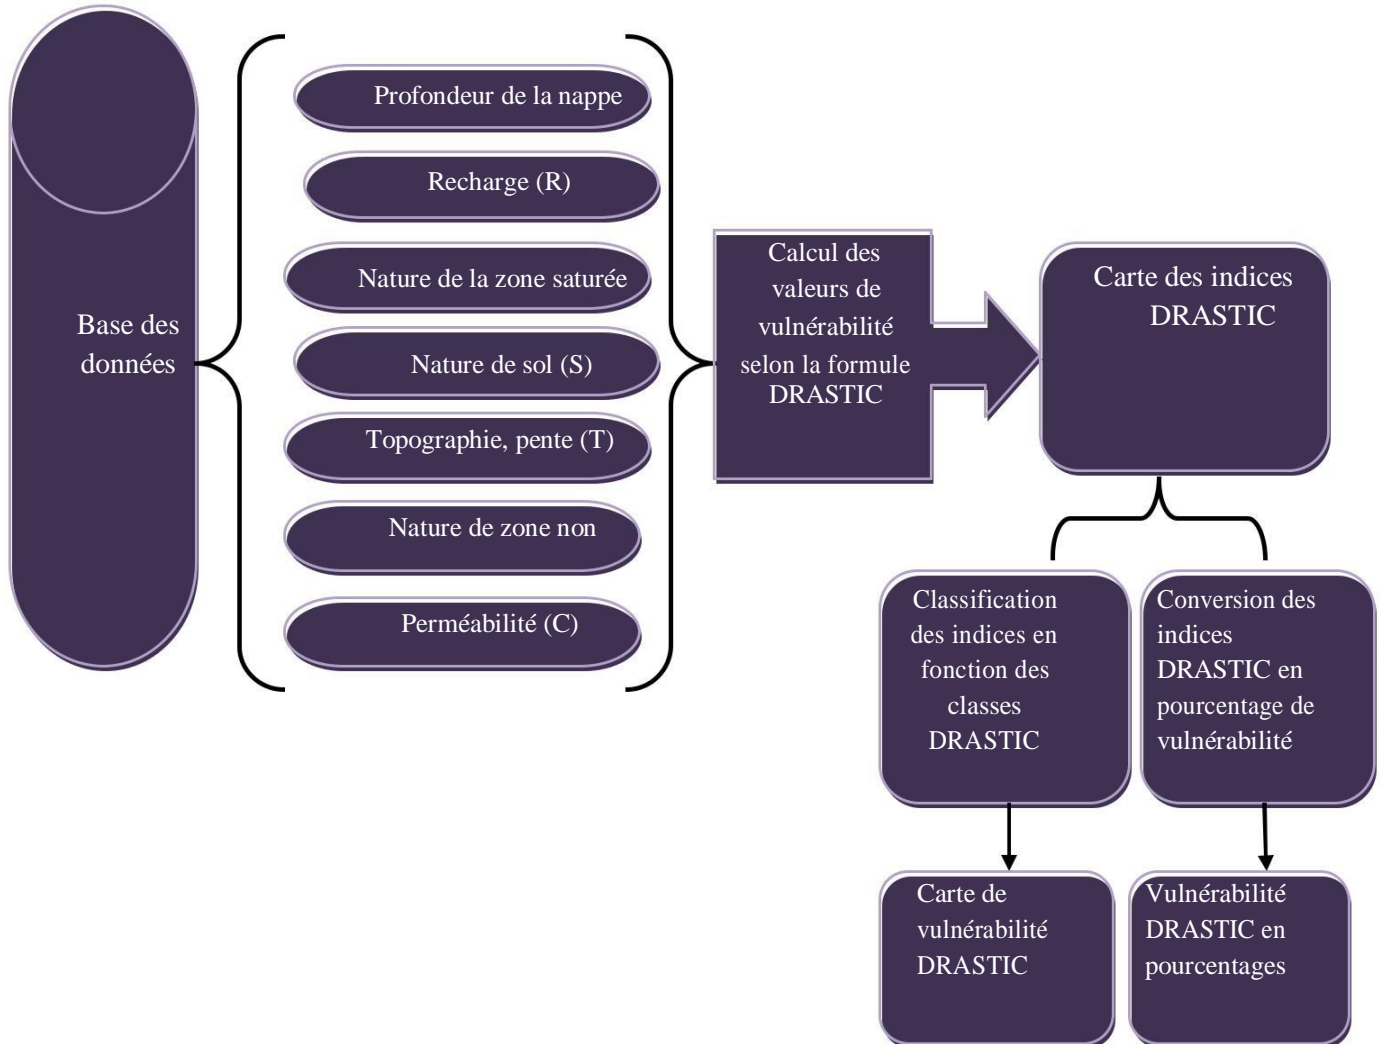 Base des
données
Profondeur de la nappe
Recharge (R)
Nature de la zone saturée
Nature de sol (S)
Topographie, pente (T)
Nature de zone non
Perméabilité (C)
Calcul des
valeurs de
vulnérabilité
selon la formule
DRASTIC
Carte des indices
DRASTIC
Classification
des indices en
fonction des
classes
DRASTIC
Conversion des
indices
DRASTIC en
pourcentage de
vulnérabilité
Carte de
vulnérabilité
DRASTIC
Vulnérabilité
DRASTIC en
pourcentages